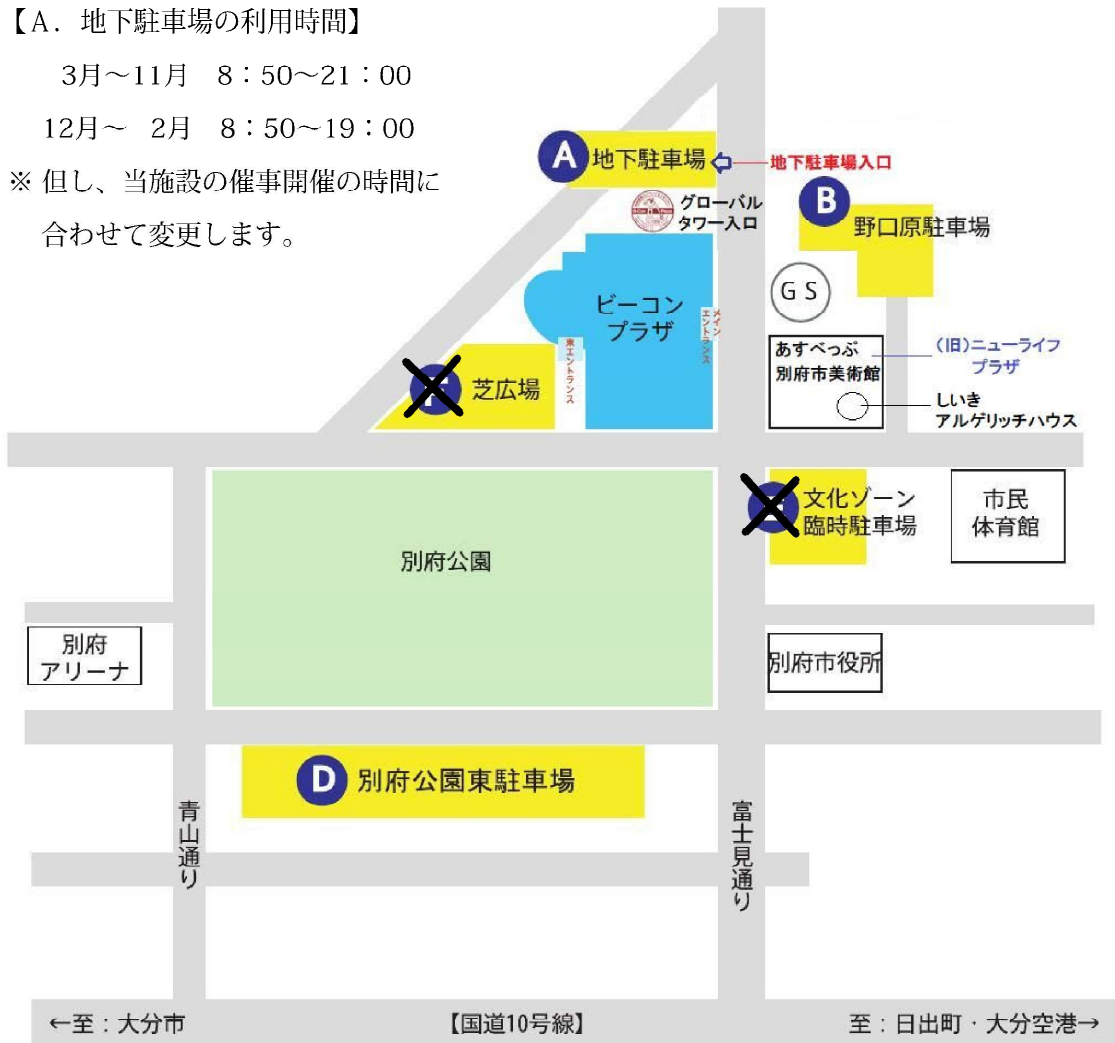 【A．地下駐車場の利用時間】
3月～11月　8：50～21：00
12月～　2月　8：50～19：00
※ 但し、当施設の催事開催の時間に
合わせて変更します。
A 地下駐車場
地下駐車場入口
グローバル
タワー入口
B
野口原駐車場
GS
ビーコン
プラザ
メイン
エントランス
東エントランス
芝広場
あすべっぷ
別府市美術館
（旧）ニューライフ
プラザ
しいき
アルゲリッチハウス
文化ゾーン
臨時駐車場
市民
体育館
別府公園
別府
アリーナ
別府市役所
D 別府公園東駐車場
青山通り
富士見通り
←至：大分市
【国道10号線】
至：日出町・大分空港→